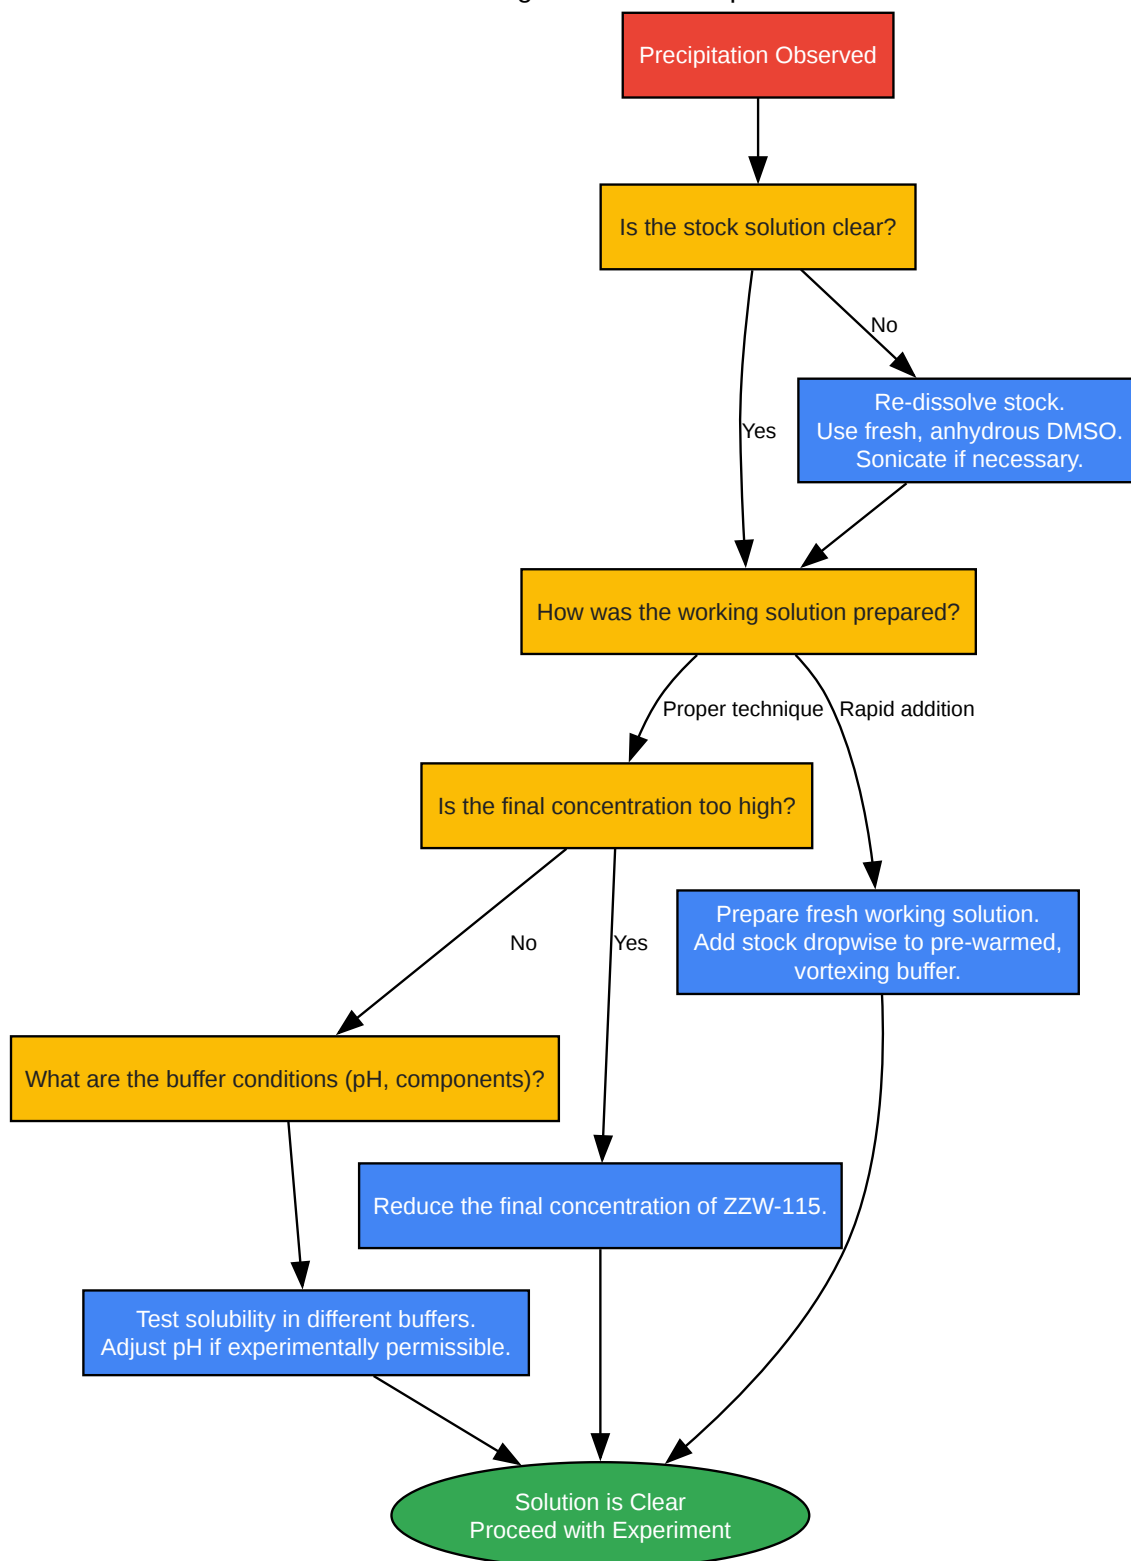 Precipitation Observed
Is the stock solution clear?
No
Re-dissolve stock.
Use fresh, anhydrous DMSO.
Sonicate if necessary.
Yes
How was the working solution prepared?
Proper technique
Rapid addition
Is the final concentration too high?
Prepare fresh working solution.
Add stock dropwise to pre-warmed,
vortexing buffer.
No
Yes
What are the buffer conditions (pH, components)?
Reduce the final concentration of ZZW-115.
Test solubility in different buffers.
Adjust pH if experimentally permissible.
Solution is Clear
Proceed with Experiment